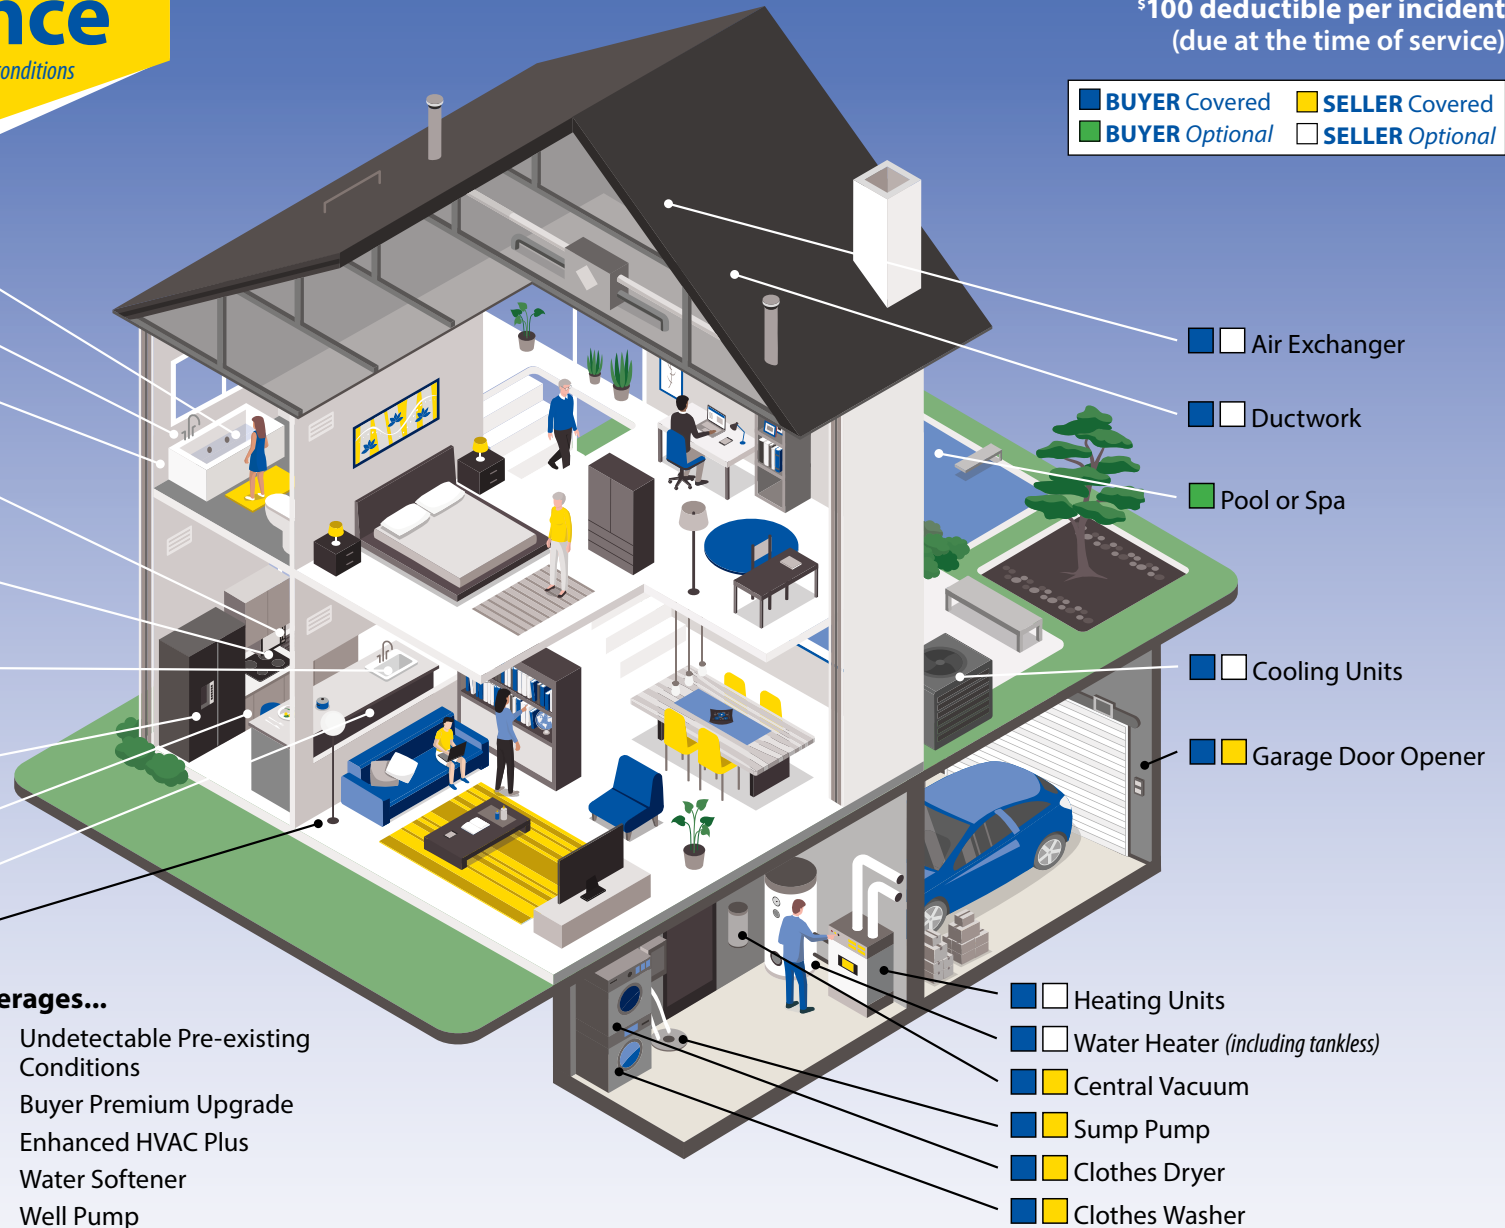 nce
conditions
$100 deductible per incident
(due at the time of service)
BUYER Covered
SELLER Covered
BUYER Optional
SELLER Optional
Air Exchanger
Ductwork
Pool or Spa
Cooling Units
Garage Door Opener
Heating Units
Water Heater (including tankless)
Central Vacuum
Sump Pump
Clothes Dryer
Clothes Washer
erages...
Undetectable Pre-existing
Conditions
Buyer Premium Upgrade
Enhanced HVAC Plus
Water Softener
Well Pump